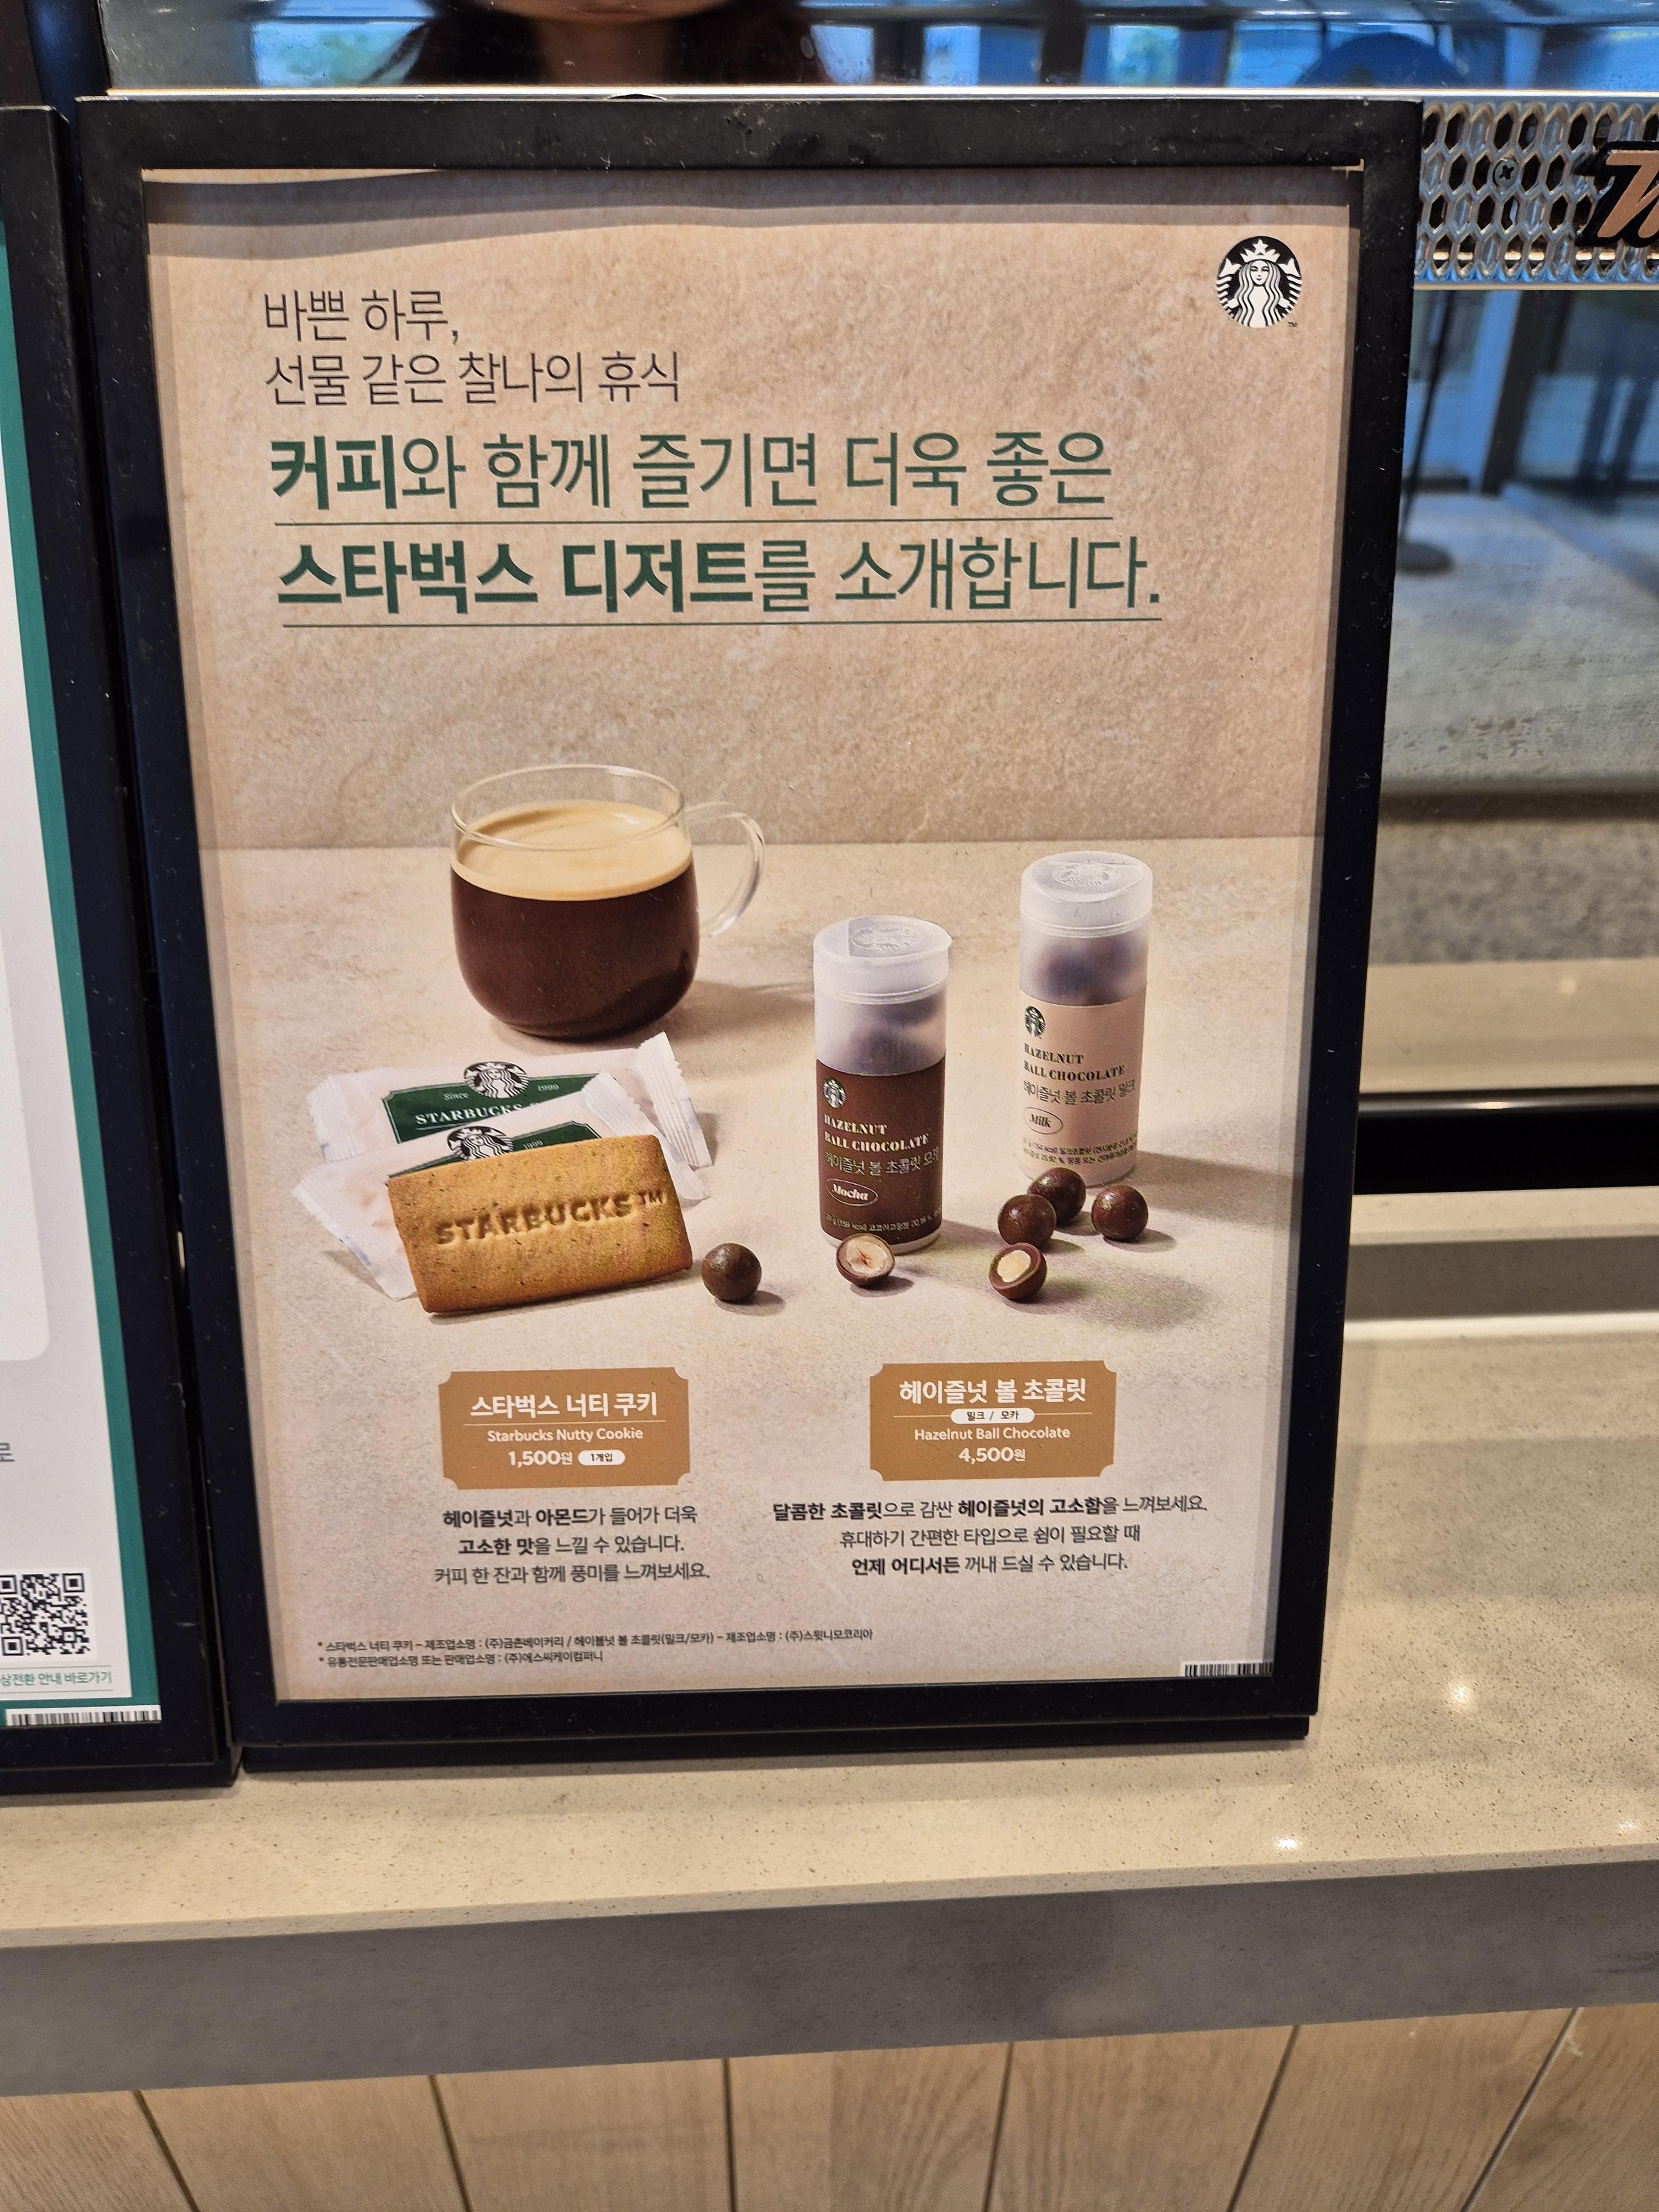 바쁜 하루,
선물 같은 찰나의 휴식
커피와 함께 즐기면 더욱 좋은
스타벅스 디저트를 소개합니다.
Since 1999
STARBUCKS
1999
STARBUCKS™
HAZELNUT
BALL CHOCOLATE
헤이즐넛 볼 초콜릿 모카
Mocha
HAZELNUT
BALL CHOCOLATE
헤이즐넛 볼 초콜릿 밀크
Milk
스타벅스 너티 쿠키
Starbucks Nutty Cookie
1,500원 1개입
헤이즐넛과 아몬드가 들어가 더욱
고소한 맛을 느낄 수 있습니다.
커피 한 잔과 함께 풍미를 느껴보세요.
헤이즐넛 볼 초콜릿
밀크 / 모카
Hazelnut Ball Chocolate
4,500원
달콤한 초콜릿으로 감싼 헤이즐넛의 고소함을 느껴보세요.
휴대하기 간편한 타입으로 쉼이 필요할 때
언제 어디서든 꺼내 드실 수 있습니다.
* 스타벅스 너티 쿠키 – 제조업소명 : (주)금촌베이커리 / 헤이즐넛 볼 초콜릿(밀크/모카) – 제조업소명 : (주)스윗니모코리아
* 유통전문판매업소명 또는 판매업소명 : (주)에스씨케이컴퍼니
로
상전환 안내 바로가기